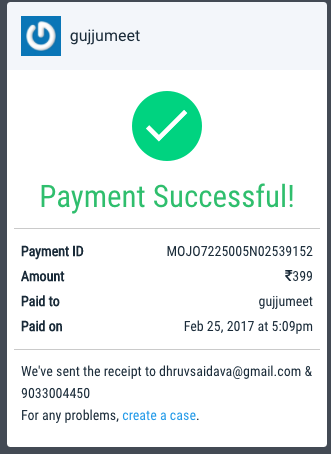 gujjumeet
Payment Successful!
Payment ID MOJO7225005N02539152
Amount ₹399
Paid to gujjumeet
Paid on Feb 25, 2017 at 5:09pm
We've sent the receipt to dhruvsaidava@gmail.com &
9033004450
For any problems, create a case.